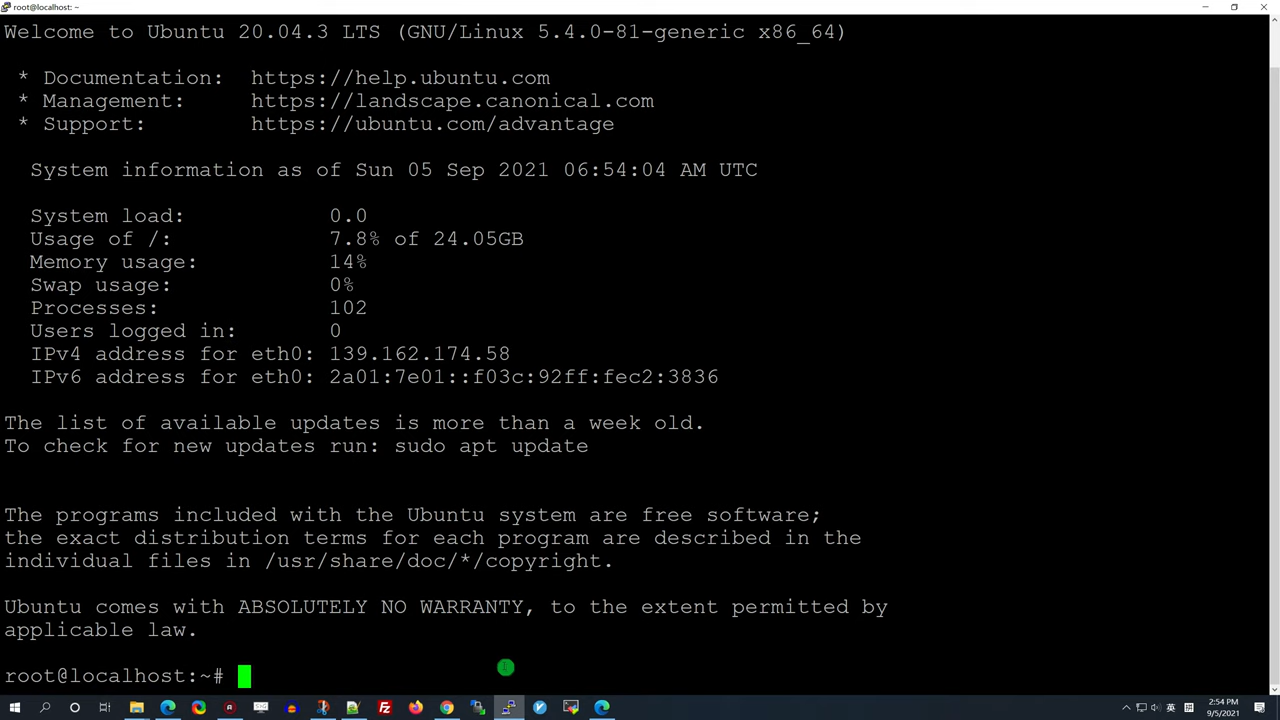 root@localhost: ~
Welcome to Ubuntu 20.04.3 LTS (GNU/Linux 5.4.0-81-generic x86_64)
* Documentation:  https://help.ubuntu.com
* Management:     https://landscape.canonical.com
* Support:        https://ubuntu.com/advantage
System information as of Sun 05 Sep 2021 06:54:04 AM UTC
System load:           0.0
Usage of /:            7.8% of 24.05GB
Memory usage:          14%
Swap usage:            0%
Processes:             102
Users logged in:       0
IPv4 address for eth0: 139.162.174.58
IPv6 address for eth0: 2a01:7e01::f03c:92ff:fec2:3836
The list of available updates is more than a week old.
To check for new updates run: sudo apt update
The programs included with the Ubuntu system are free software;
the exact distribution terms for each program are described in the
individual files in /usr/share/doc/*/copyright.
Ubuntu comes with ABSOLUTELY NO WARRANTY, to the extent permitted by
applicable law.
root@localhost:~#
英
2:54 PM
9/5/2021